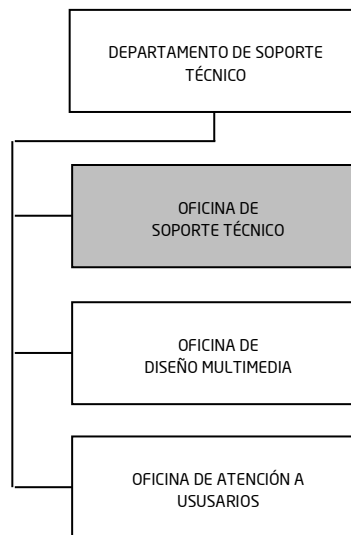 DEPARTAMENTO DE SOPORTE
TÉCNICO
OFICINA DE
SOPORTE TÉCNICO
OFICINA DE
DISEÑO MULTIMEDIA
OFICINA DE ATENCIÓN A
USUSARIOS